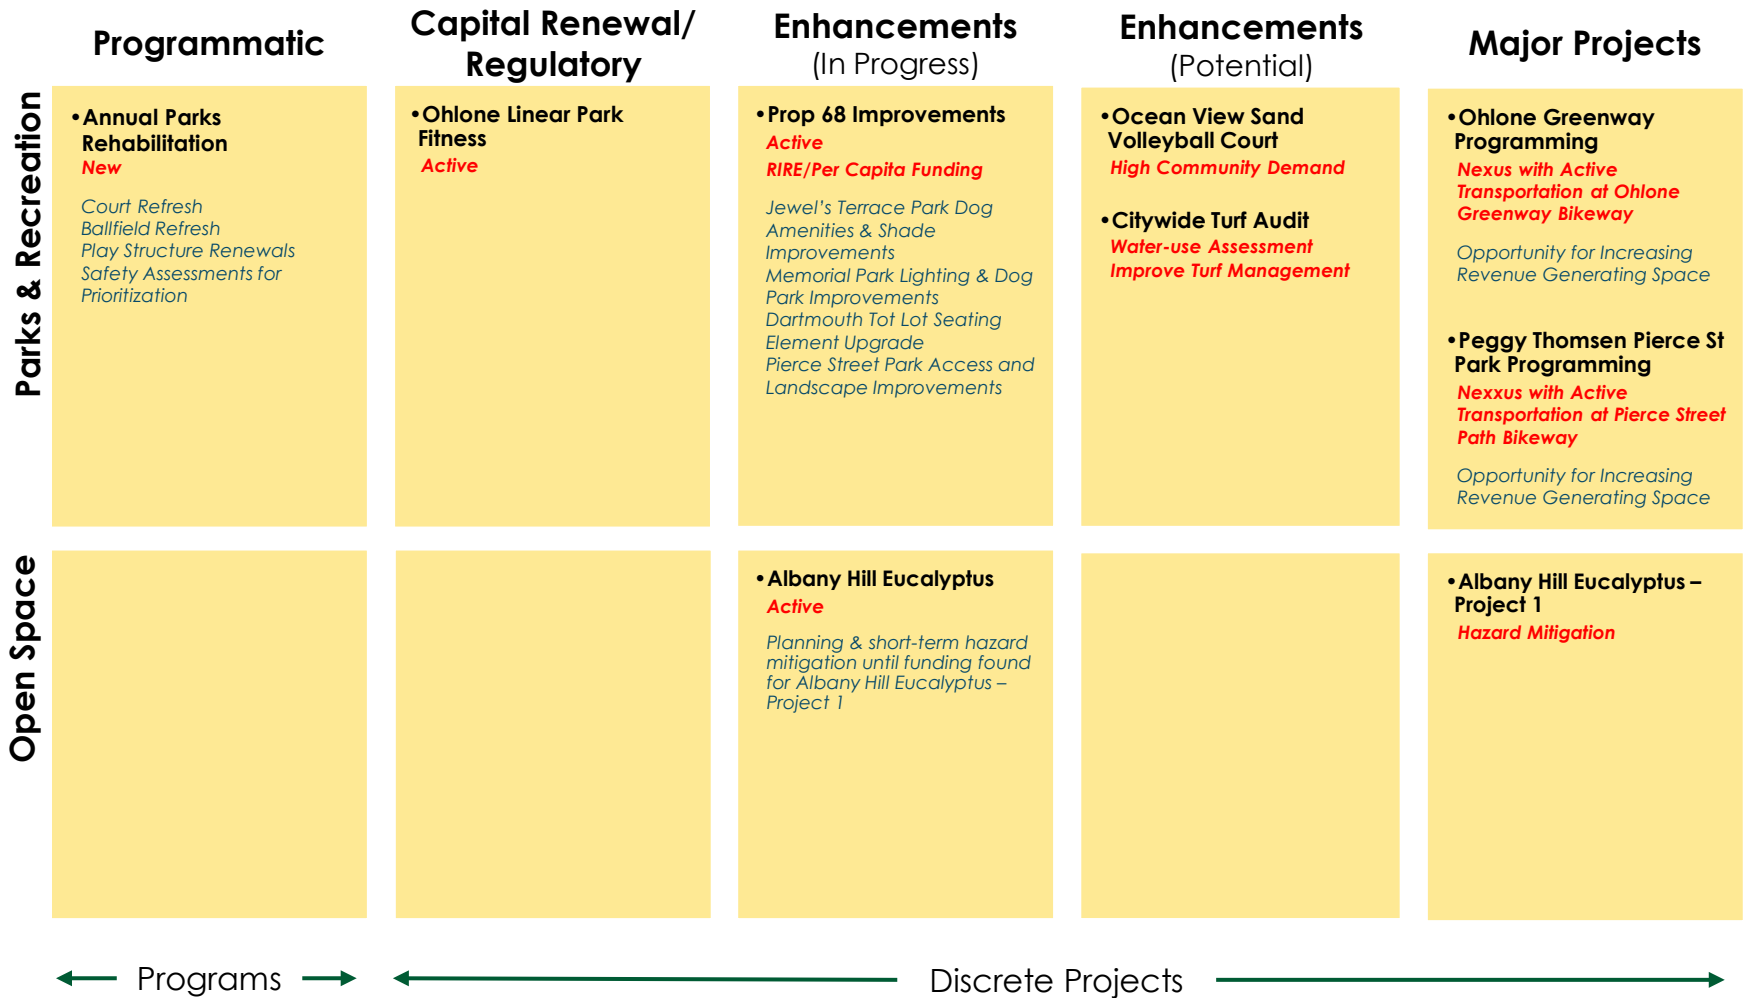 Programmatic
Capital Renewal/
Regulatory
Enhancements
(In Progress)
Enhancements
(Potential)
Major Projects
Parks & Recreation
•Annual Parks
Rehabilitation
New
Court Refresh
Ballfield Refresh
Play Structure Renewals
Safety Assessments for
Prioritization
•Ohlone Linear Park
Fitness
Active
•Prop 68 Improvements
Active
RIRE/Per Capita Funding
Jewel’s Terrace Park Dog
Amenities & Shade
Improvements
Memorial Park Lighting & Dog
Park Improvements
Dartmouth Tot Lot Seating
Element Upgrade
Pierce Street Park Access and
Landscape Improvements
•Ocean View Sand
Volleyball Court
High Community Demand
•Citywide Turf Audit
Water-use Assessment
Improve Turf Management
•Ohlone Greenway
Programming
Nexus with Active
Transportation at Ohlone
Greenway Bikeway
Opportunity for Increasing
Revenue Generating Space
•Peggy Thomsen Pierce St
Park Programming
Nexxus with Active
Transportation at Pierce Street
Path Bikeway
Opportunity for Increasing
Revenue Generating Space
Open Space
•Albany Hill Eucalyptus
Active
Planning & short-term hazard
mitigation until funding found
for Albany Hill Eucalyptus –
Project 1
•Albany Hill Eucalyptus –
Project 1
Hazard Mitigation
Programs
Discrete Projects